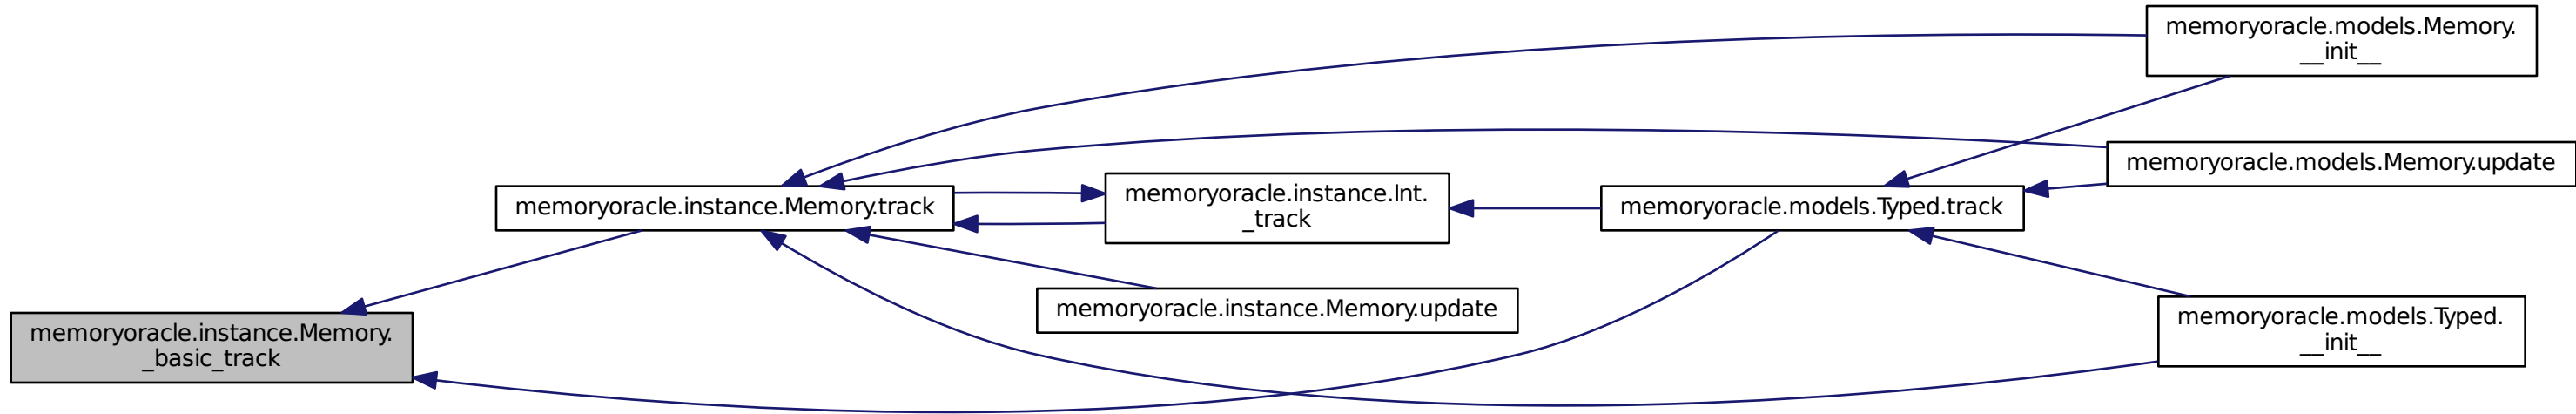 memoryoracle.models.Memory.
__init__
memoryoracle.models.Memory.update
memoryoracle.instance.Int.
_track
memoryoracle.instance.Memory.track
memoryoracle.models.Typed.track
memoryoracle.instance.Memory.update
memoryoracle.models.Typed.
__init__
memoryoracle.instance.Memory.
_basic_track